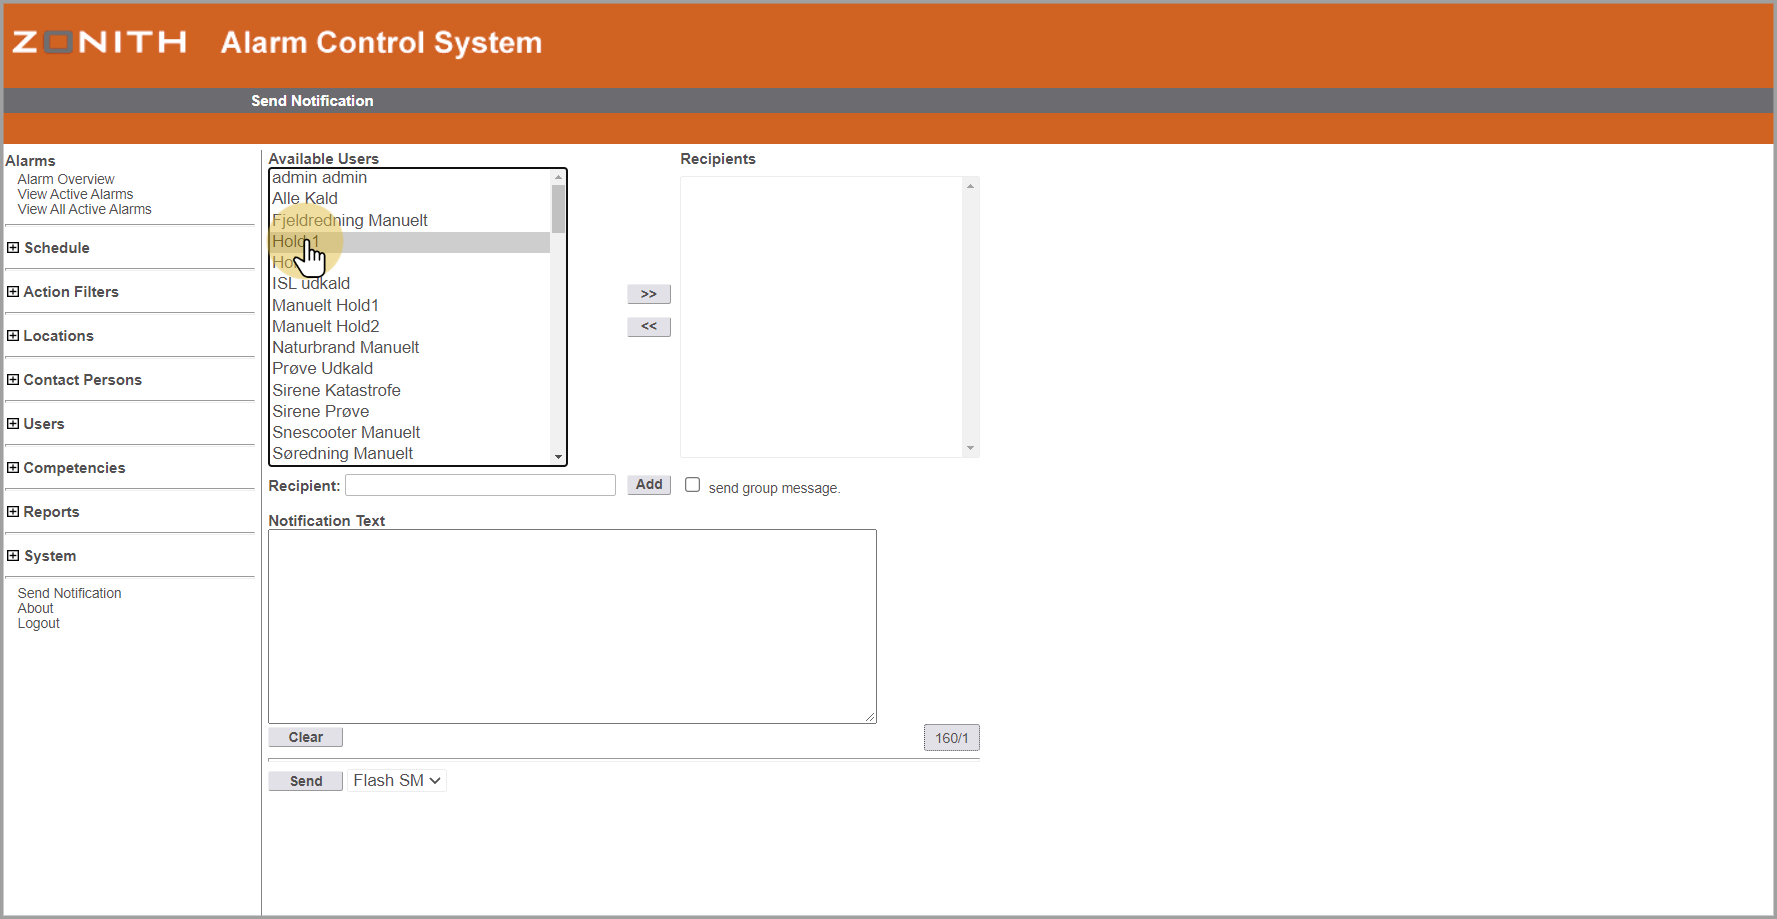 ZONITH Alarm Control System
Send Notification
Alarms
Alarm Overview
View Active Alarms
View All Active Alarms
Schedule
Action Filters
Locations
Contact Persons
Users
Competencies
Reports
System
Send Notification
About
Logout
Available Users
admin admin
Alle Kald
Fjeldredning Manuelt
Hold 1
ISL udkald
Manuelt Hold1
Manuelt Hold2
Naturbrand Manuelt
Prøve Udkald
Sirene Katastrofe
Sirene Prøve
Snescooter Manuelt
Søredning Manuelt
>>
<<
Recipients
Recipient:
Add
send group message.
Notification Text
Clear
160/1
Send
Flash SM